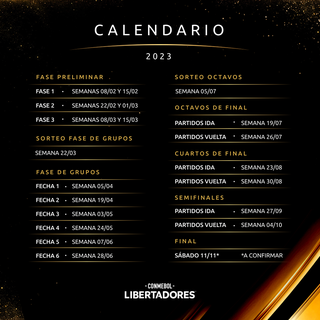 CALENDARIO
2023
FASE PRELIMINAR
FASE 1 • SEMANAS 08/02 Y 15/02
FASE 2 • SEMANAS 22/02 Y 01/03
FASE 3 • SEMANAS 08/03 Y 15/03
SORTEO FASE DE GRUPOS
SEMANA 22/03
FASE DE GRUPOS
FECHA 1 • SEMANA 05/04
FECHA 2 • SEMANA 19/04
FECHA 3 • SEMANA 03/05
FECHA 4 • SEMANA 24/05
FECHA 5 • SEMANA 07/06
FECHA 6 • SEMANA 28/06
SORTEO OCTAVOS
SEMANA 05/07
OCTAVOS DE FINAL
PARTIDOS IDA • SEMANA 19/07
PARTIDOS VUELTA • SEMANA 26/07
CUARTOS DE FINAL
PARTIDOS IDA • SEMANA 23/08
PARTIDOS VUELTA • SEMANA 30/08
SEMIFINALES
PARTIDOS IDA • SEMANA 27/09
PARTIDOS VUELTA • SEMANA 04/10
FINAL
SÁBADO 11/11* *A CONFIRMAR
CONMEBOL
LIBERTADORES